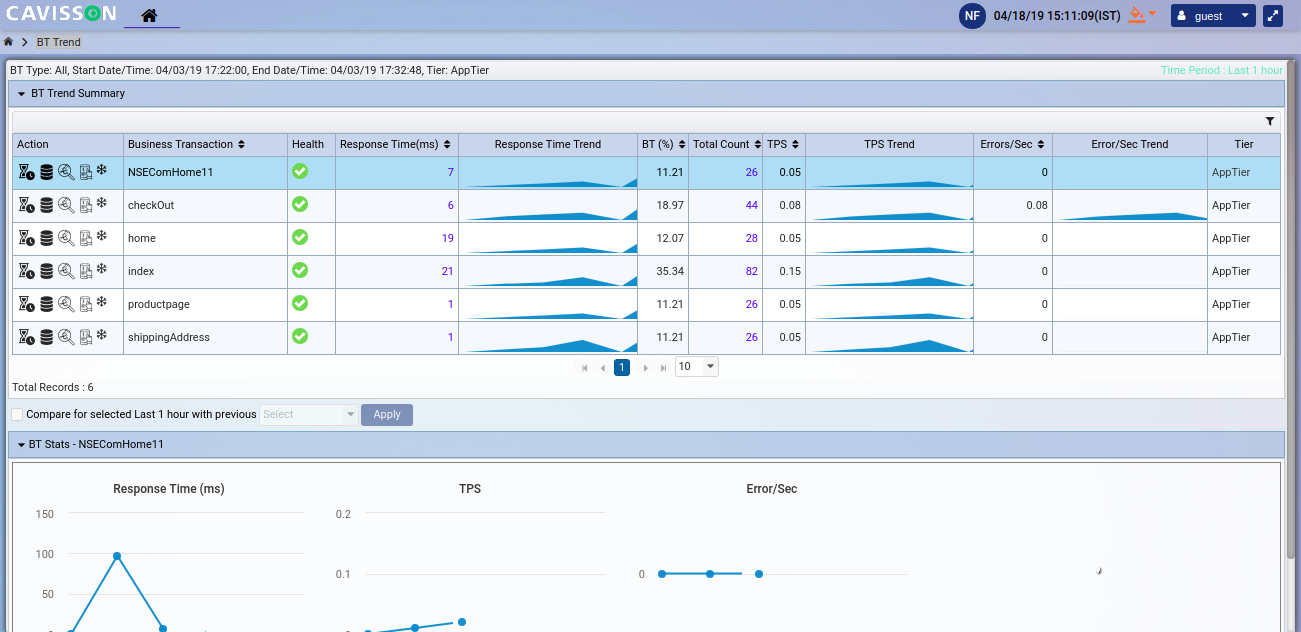 CAVISSON
NF 04/18/19 15:11:09(IST) guest
BT Trend
BT Type: All, Start Date/Time: 04/03/19 17:22:00, End Date/Time: 04/03/19 17:32:48, Tier: AppTier Time Period : Last 1 hour
BT Trend Summary
Action Business Transaction Health Response Time(ms) Response Time Trend BT (%) Total Count TPS TPS Trend Errors/Sec Error/Sec Trend Tier
NSEComHome11 7 11.21 26 0.05 0 AppTier
checkOut 6 18.97 44 0.08 0.08 AppTier
home 19 12.07 28 0.05 0 AppTier
index 21 35.34 82 0.15 0 AppTier
productpage 1 11.21 26 0.05 0 AppTier
shippingAddress 1 11.21 26 0.05 0 AppTier
1 10
Total Records : 6
Compare for selected Last 1 hour with previous Select Apply
BT Stats - NSEComHome11
Response Time (ms) TPS Error/Sec
150 0.2
100 0.1 0
50